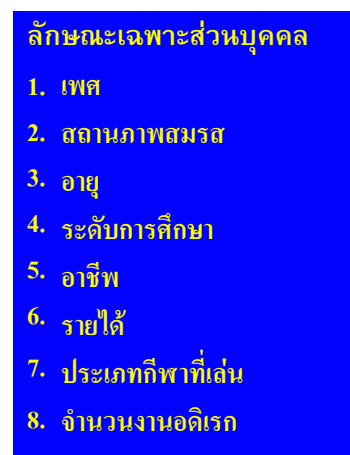 ลักษณะเฉพาะส่วนบุคคล
1. เพศ
2. สถานภาพสมรส
3. อายุ
4. ระดับการศึกษา
5. อาชีพ
6. รายได้
7. ประเภทกีฬาที่เล่น
8. จำนวนงานอดิเรก